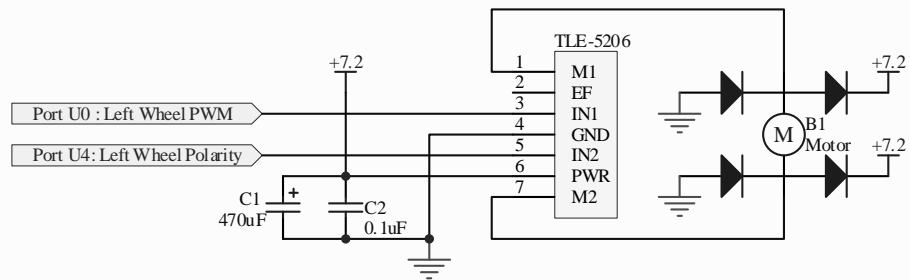 TLE-5206
+7.2
1
M1
2
EF
+7.2
Port U0 : Left Wheel PWM
3
IN1
4
GND
M
B1
Motor
Port U4: Left Wheel Polarity
5
IN2
+7.2
6
PWR
7
M2
C1
+
470uF
C2
0.1uF